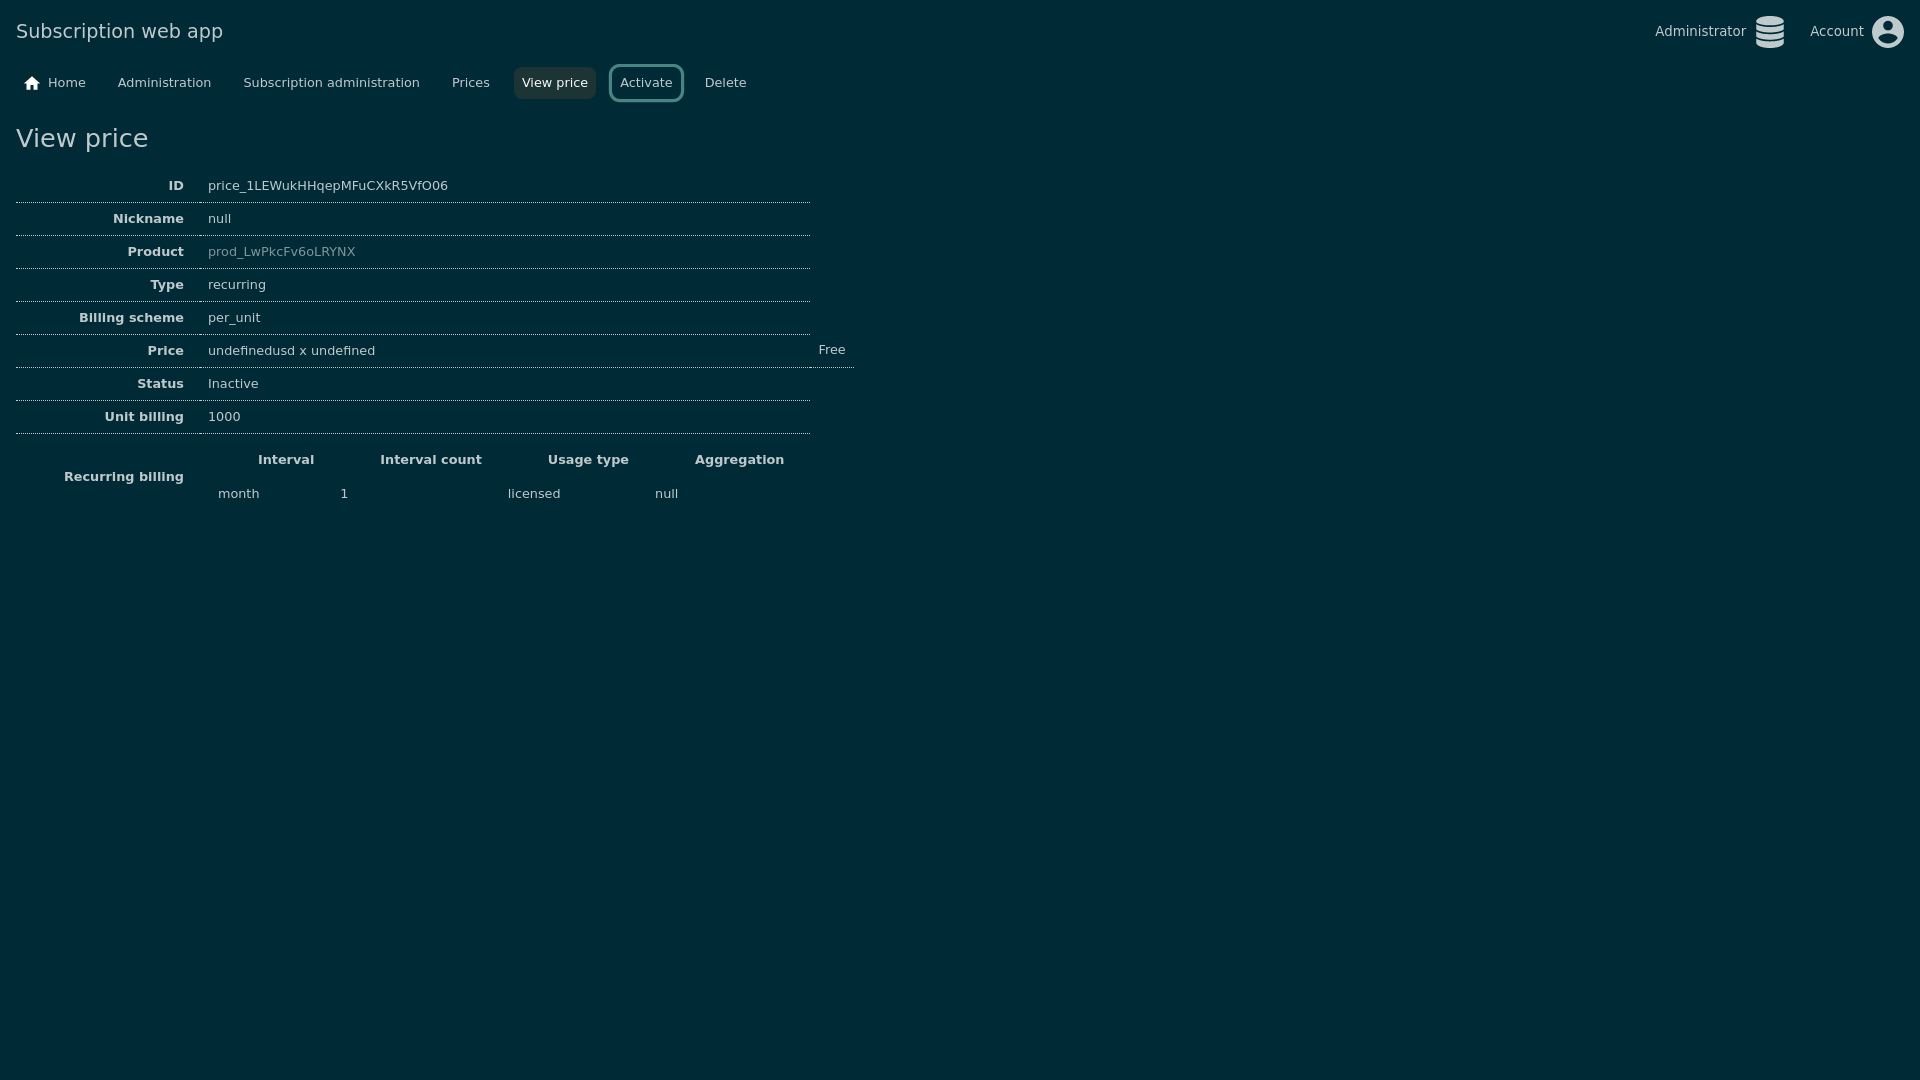 Subscription web app
Administrator
Account
Home Administration Subscription administration Prices View price Activate Delete
View price
ID price_1LEWukHHqepMFuCXkR5VfO06
Nickname null
Product prod_LwPkcFv6oLRYNX
Type recurring
Billing scheme per_unit
Price undefinedusd x undefined Free
Status Inactive
Unit billing 1000
Recurring billing
Interval Interval count Usage type Aggregation
month 1 licensed null